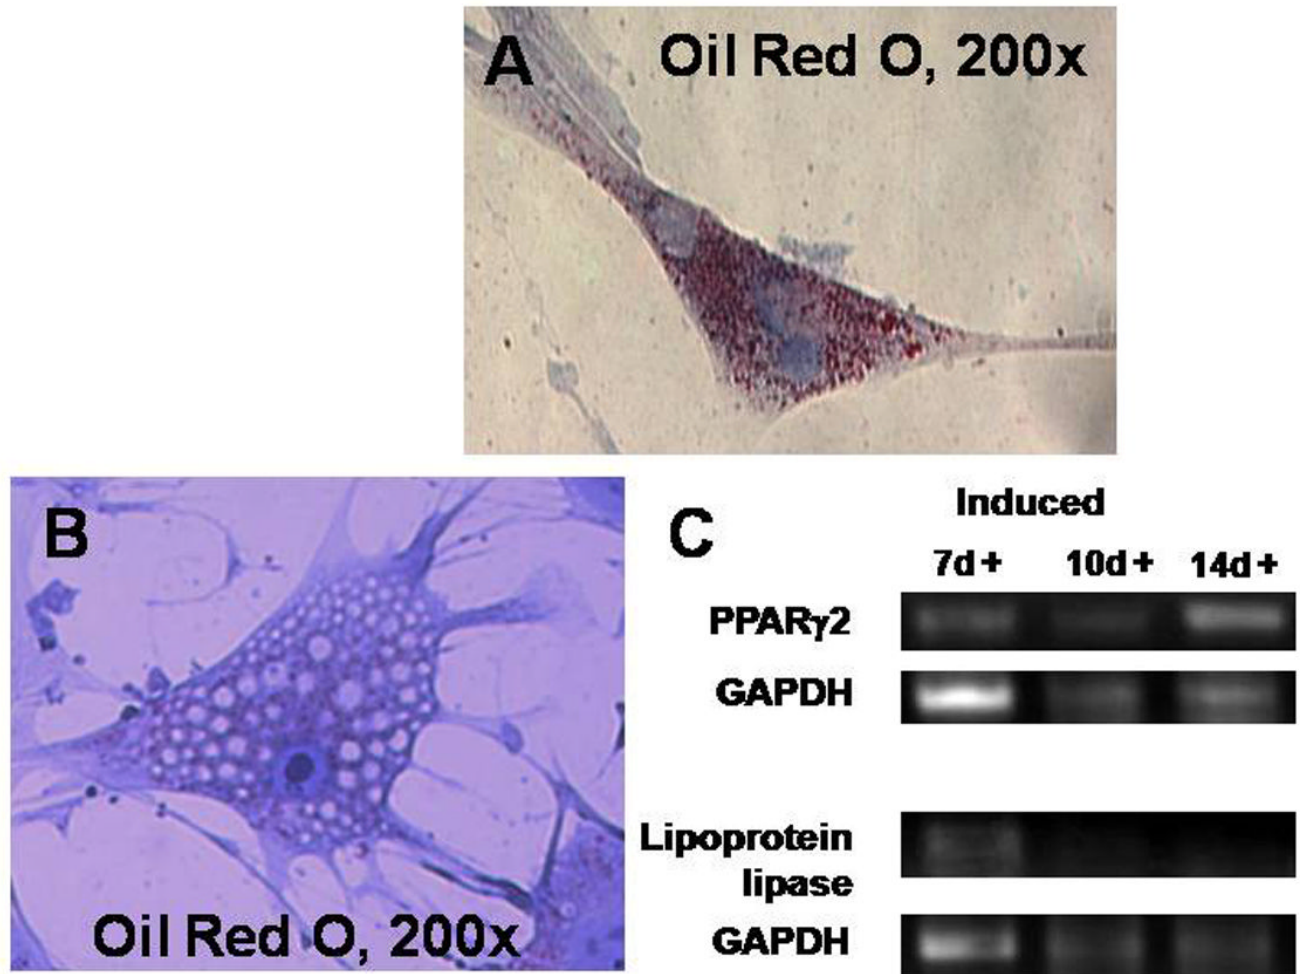 A
Oil Red O, 200x
B
Oil Red O, 200x
C
Induced
7d + 10d + 14d +
PPARγ2
GAPDH
Lipoprotein
lipase
GAPDH